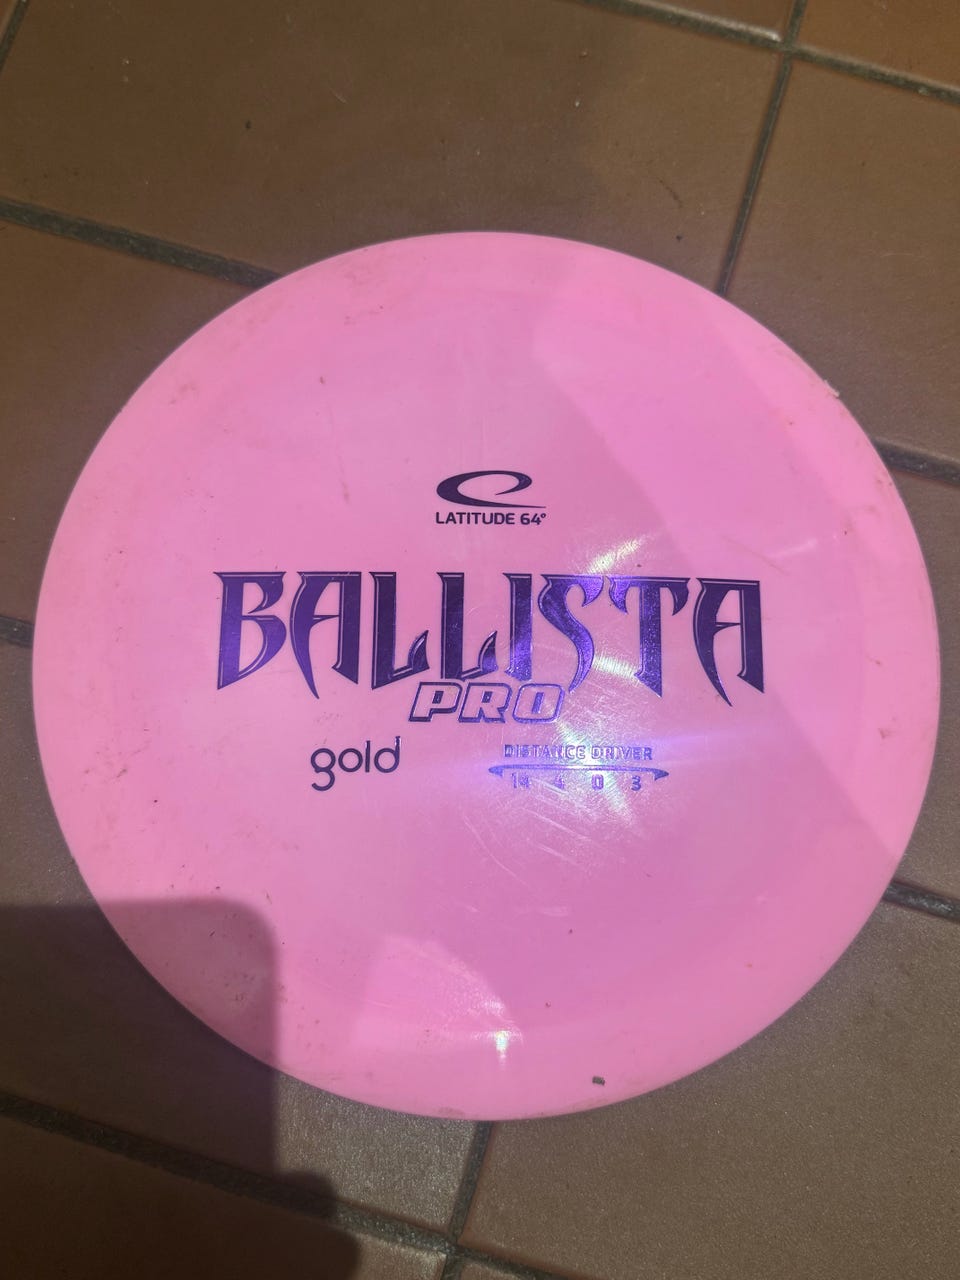 LATITUDE 64°
BALLISTA
PRO
gold
DISTANCE DRIVER
14 4 0 3